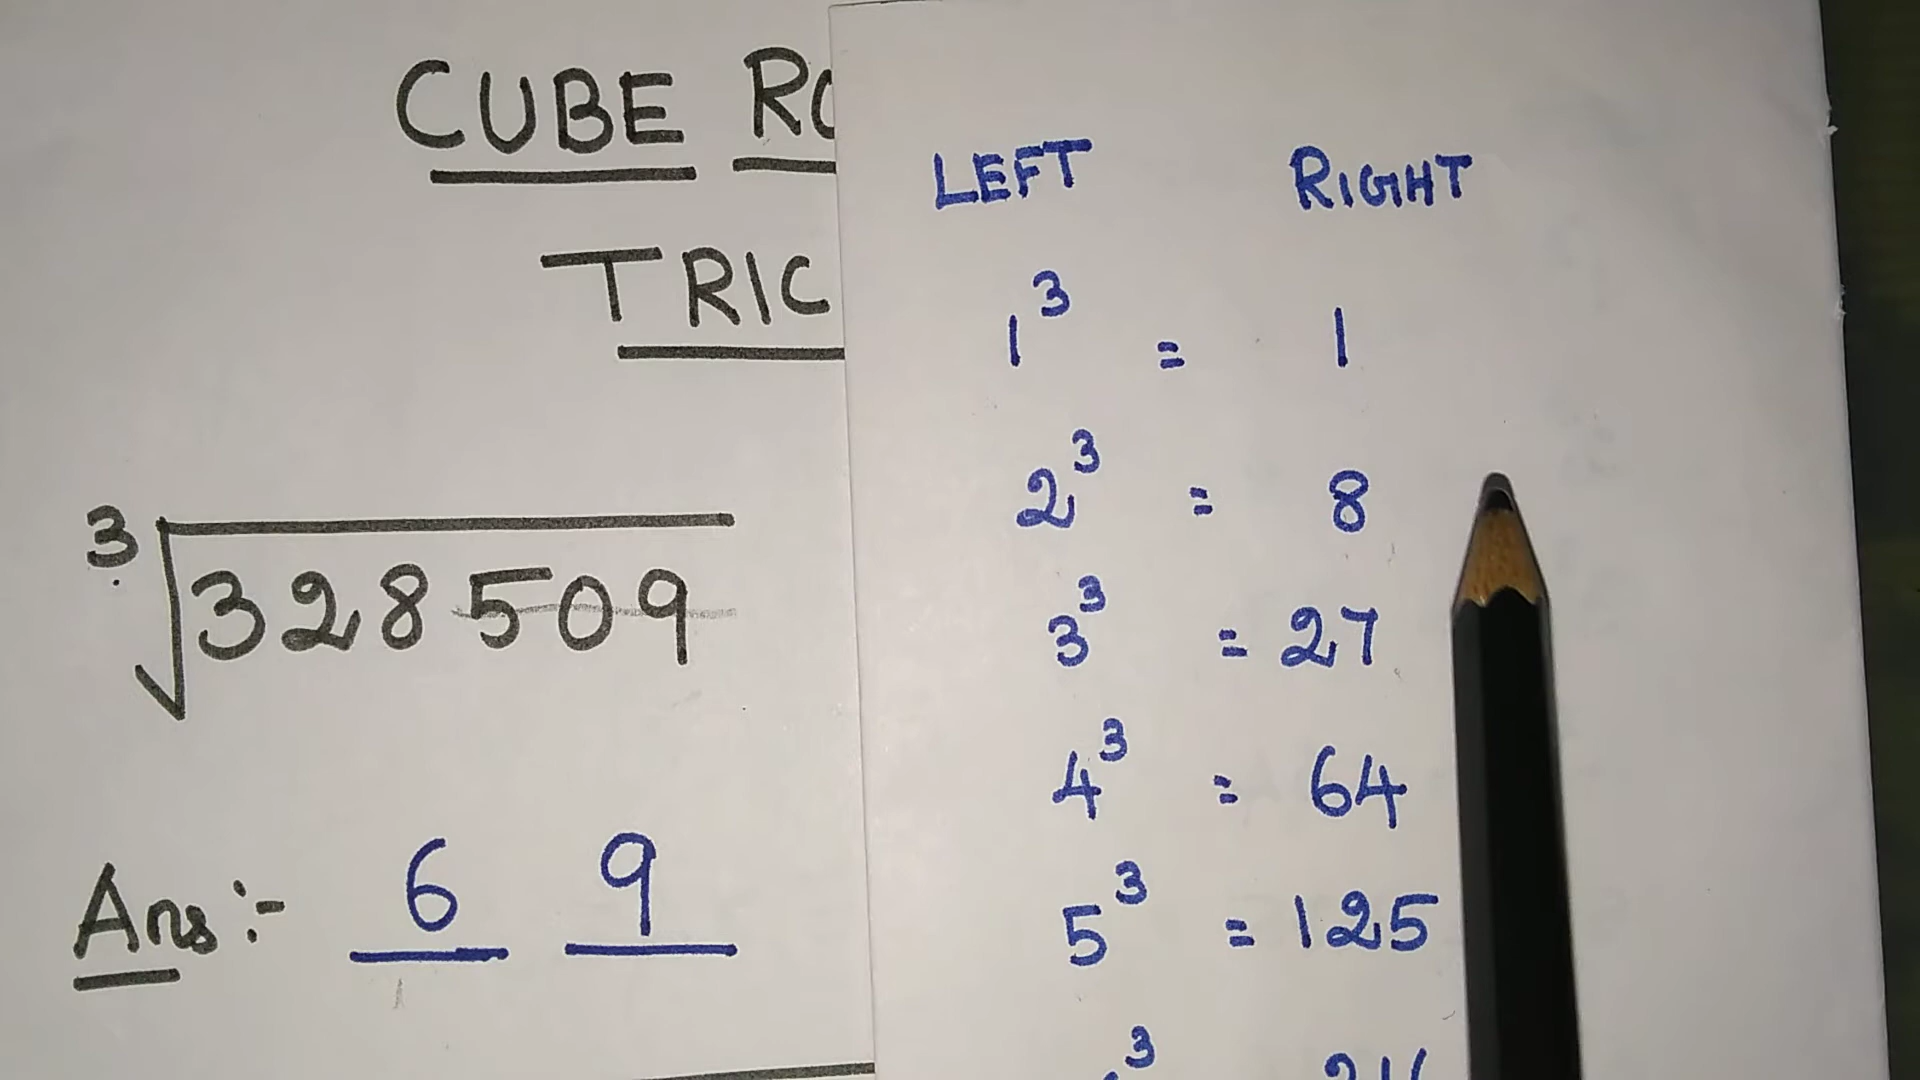 CUBE RO
TRIC
3√328509
Ans:- 6 9
LEFT RIGHT
1³ = 1
2³ = 8
3³ = 27
4³ = 64
5³ = 125